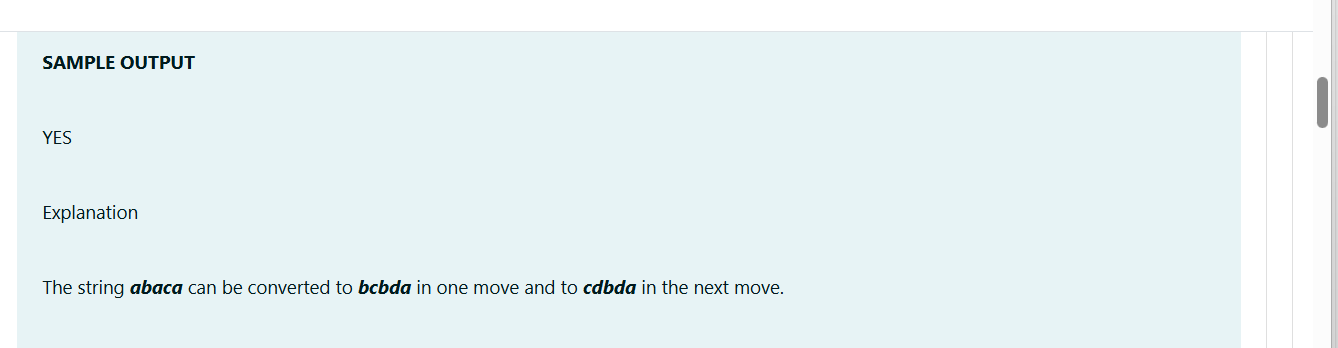 SAMPLE OUTPUT
YES
Explanation
The string abaca can be converted to bcbda in one move and to cdbda in the next move.